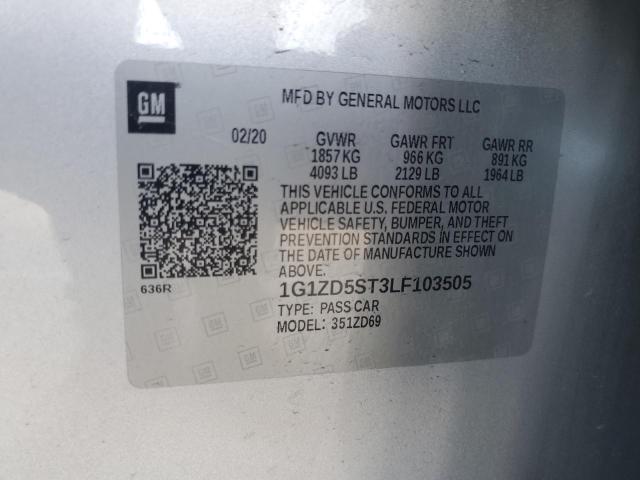 GM
MFD BY GENERAL MOTORS LLC
02/20 GVWR GAWR FRT GAWR RR
1857 KG 966 KG 891 KG
4093 LB 2129 LB 1964 LB
THIS VEHICLE CONFORMS TO ALL
APPLICABLE U.S. FEDERAL MOTOR
VEHICLE SAFETY, BUMPER, AND THEFT
PREVENTION STANDARDS IN EFFECT ON
THE DATE OF MANUFACTURE SHOWN
ABOVE.
636R
1G1ZD5ST3LF103505
TYPE: PASS CAR
MODEL: 351ZD69